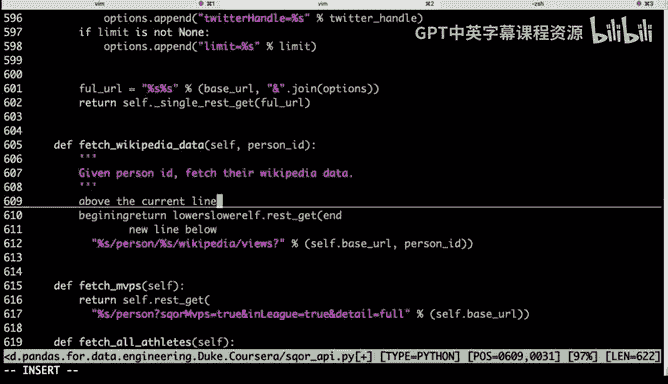 vim ⌘1 vim ⌘2 -zsh ⌘3
596 options.append("twitterHandle=%s" % twitter_handle)
597 if limit is not None:
598 options.append("limit=%s" % limit)
GPT中英字幕课程资源 bilibili
599
600
601 ful_url = "%s%s" % (base_url, "&".join(options))
602 return self._single_rest_get(ful_url)
603
604
605 def fetch_wikipedia_data(self, person_id):
606 '''
607 Given person id, fetch their wikipedia data.
608 '''
609 above the current line
610 beginingreturn lowerslowerelf.rest_get(end
611 new line below
612 "%s/person/%s/wikipedia/views?" % (self.base_url, person_id))
613
614
615 def fetch_mvps(self):
616 return self.rest_get(
617 "%s/person?sqorMvps=true&inLeague=true&detail=full" % (self.base_url))
618
619 def fetch_all_athletes(self):
<d.pandas.for.data.engineering.Duke.Coursera/sqor_api.py[+] [TYPE=PYTHON] [POS=0609,0031] [97%] [LEN=622]
-- INSERT --